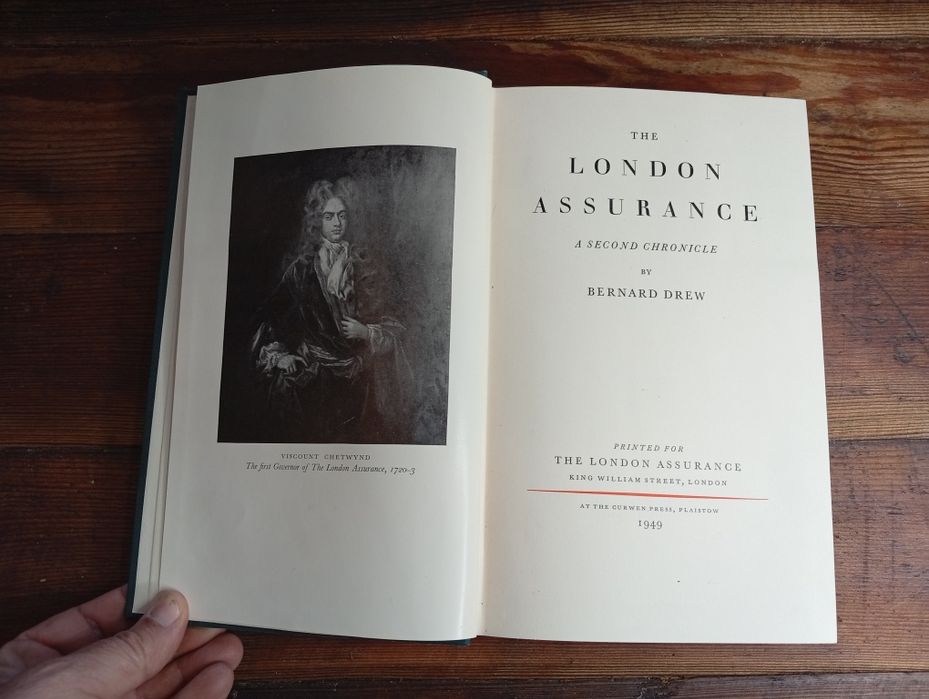 VISCOUNT CHETWYND
The first Governor of The London Assurance, 1720–3
THE
LONDON
ASSURANCE
A SECOND CHRONICLE
BY
BERNARD DREW
PRINTED FOR
THE LONDON ASSURANCE
KING WILLIAM STREET, LONDON
AT THE CURWEN PRESS, PLAISTOW
1949